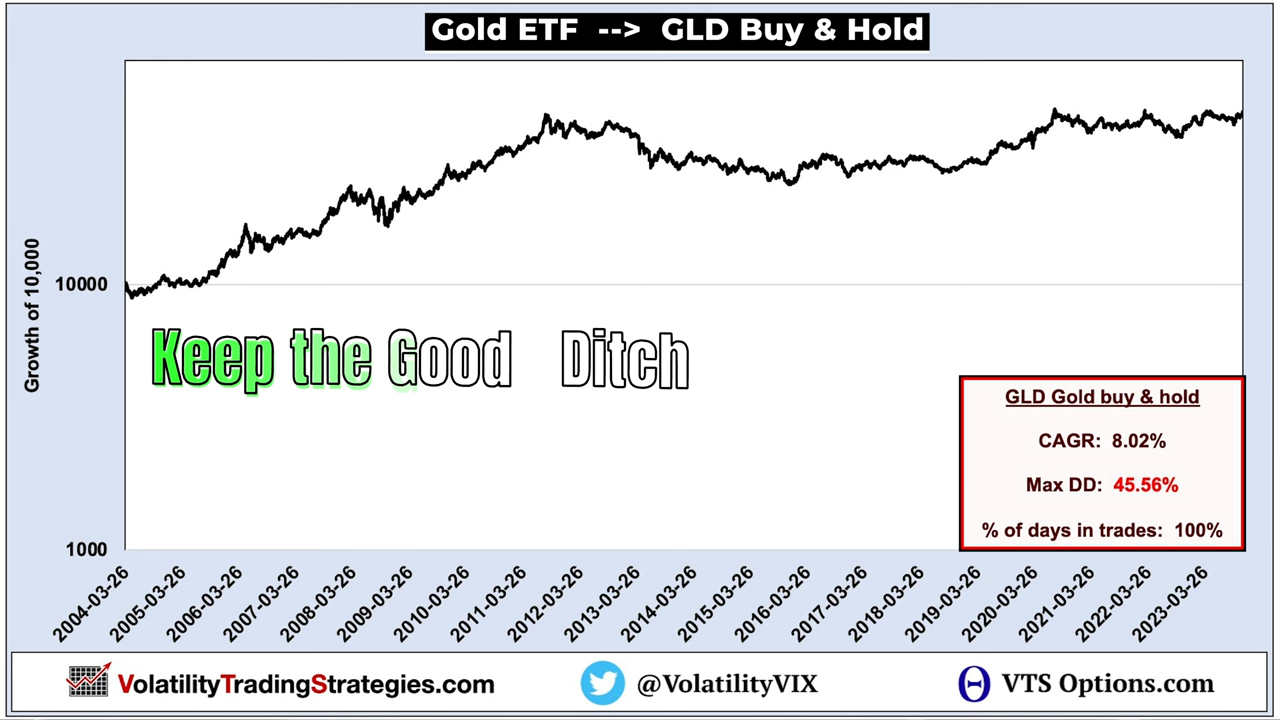 Gold ETF --> GLD Buy & Hold
Growth of 10,000
10000
1000
Keep the Good Ditch
GLD Gold buy & hold
CAGR: 8.02%
Max DD: 45.56%
% of days in trades: 100%
2004-03-26
2005-03-26
2006-03-26
2007-03-26
2008-03-26
2009-03-26
2010-03-26
2011-03-26
2012-03-26
2013-03-26
2014-03-26
2015-03-26
2016-03-26
2017-03-26
2018-03-26
2019-03-26
2020-03-26
2021-03-26
2022-03-26
2023-03-26
VolatilityTradingStrategies.com
@VolatilityVIX
VTS Options.com